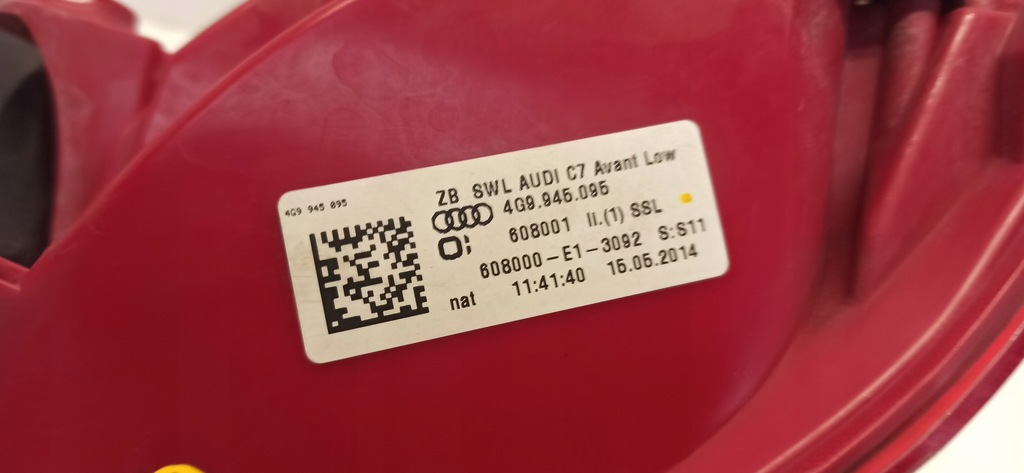 4G9 945 095
ZB SWL AUDI C7 Avant Low
4G9.945.095
608001 II.(1) SSL
608000-E1-3092 S:S11
nat 11:41:40 15.05.2014